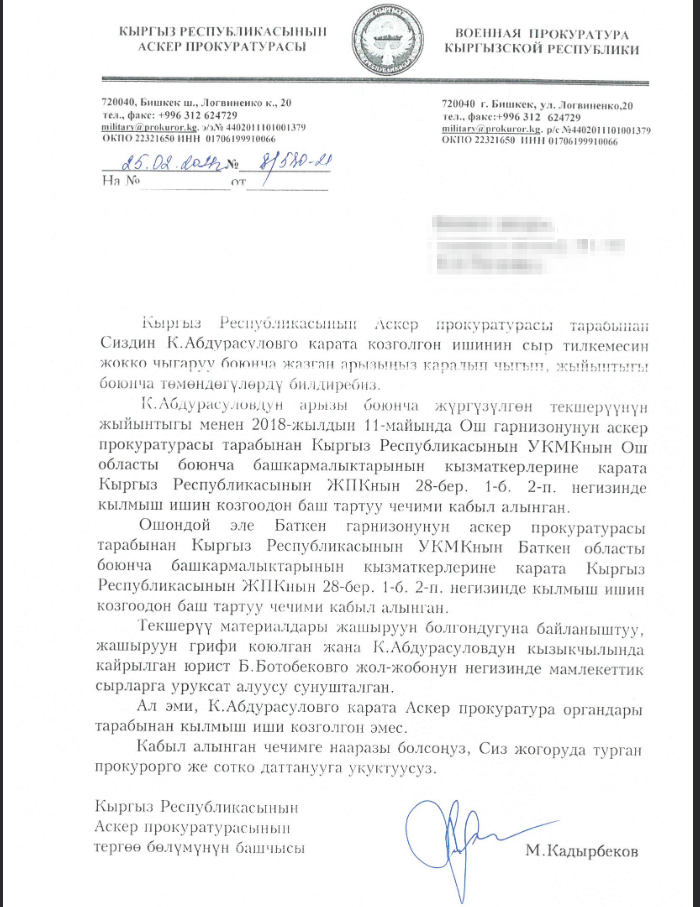 КЫРГЫЗ РЕСПУБЛИКАСЫНЫН
АСКЕР ПРОКУРАТУРАСЫ
ВОЕННАЯ ПРОКУРАТУРА
КЫРГЫЗСКОЙ РЕСПУБЛИКИ
720040, Бишкек ш., Логвиненко к., 20
тел., факс: +996 312 624729
military@prokuror.kg. э/э№ 4402011101001379
ОКПО 22321650 ИНН 01706199910066
720040 г. Бишкек, ул. Логвиненко,20
тел., факс:+996 312 624729
military@prokuror.kg. р/с №4402011101001379
ОКПО 22321650 ИНН 01706199910066
25.02. №
На № от
Кыргыз Республикасынын Аскер прокуратурасы тарабынан
Сиздин К.Абдурасуловго карата козголгон ишинин сыр тилкемесин
жокко чыгаруу боюнча жазган арызыңыз каралып чыгып, жыйынтыгы
боюнча төмөндөгүлөрдү билдиребиз.
К.Абдурасуловдун арызы боюнча жүргүзүлгөн текшерүүнүн
жыйынтыгы менен 2018-жылдын 11-майында Ош гарнизонунун аскер
прокуратурасы тарабынан Кыргыз Республикасынын УКМКнын Ош
областы боюнча башкармалыктарынын кызматкерлерине карата
Кыргыз Республикасынын ЖПКнын 28-бер. 1-б. 2-п. негизинде
кылмыш ишин козгоодон баш тартуу чечими кабыл алынган.
Ошондой эле Баткен гарнизонунун аскер прокуратурасы
тарабынан Кыргыз Республикасынын УКМКнын Баткен областы
боюнча башкармалыктарынын кызматкерлерине карата Кыргыз
Республикасынын ЖПКнын 28-бер. 1-б. 2-п. негизинде кылмыш ишин
козгоодон баш тартуу чечими кабыл алынган.
Текшерүү материалдары жашыруун болгондугуна байланыштуу,
жашыруун грифи коюлган жана К.Абдурасуловдун кызыкчылында
кайрылган юрист Б.Ботобековго жол-жобонун негизинде мамлекеттик
сырларга уруксат алуусу сунушталган.
Ал эми, К.Абдурасуловго карата Аскер прокуратура органдары
тарабынан кылмыш иши козголгон эмес.
Кабыл алынган чечимге нааразы болсоңуз, Сиз жогоруда турган
прокурорго же сотко даттанууга укуктуусуз.
Кыргыз Республикасынын
Аскер прокуратурасынын
тергөө бөлүмүнүн башчысы
М.Кадырбеков